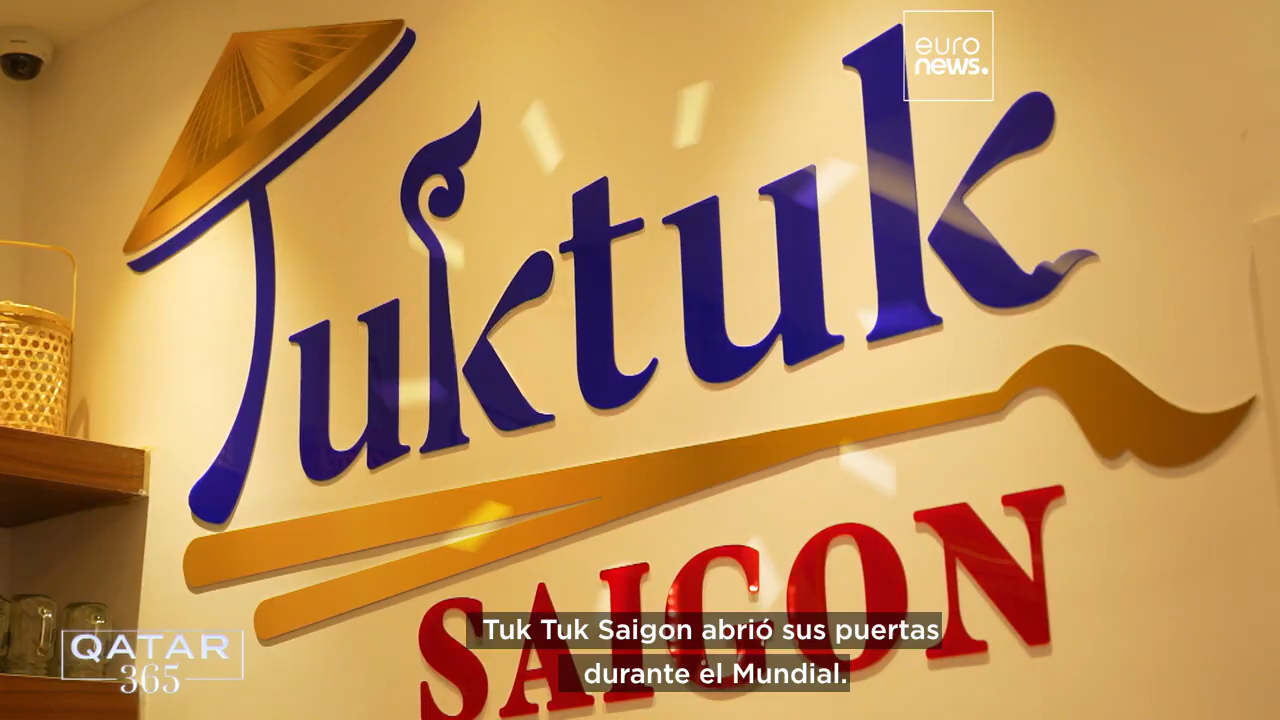 euro
news.
Tuktuk
SAIGON
Tuk Tuk Saigon abrió sus puertas
durante el Mundial.
QATAR
365